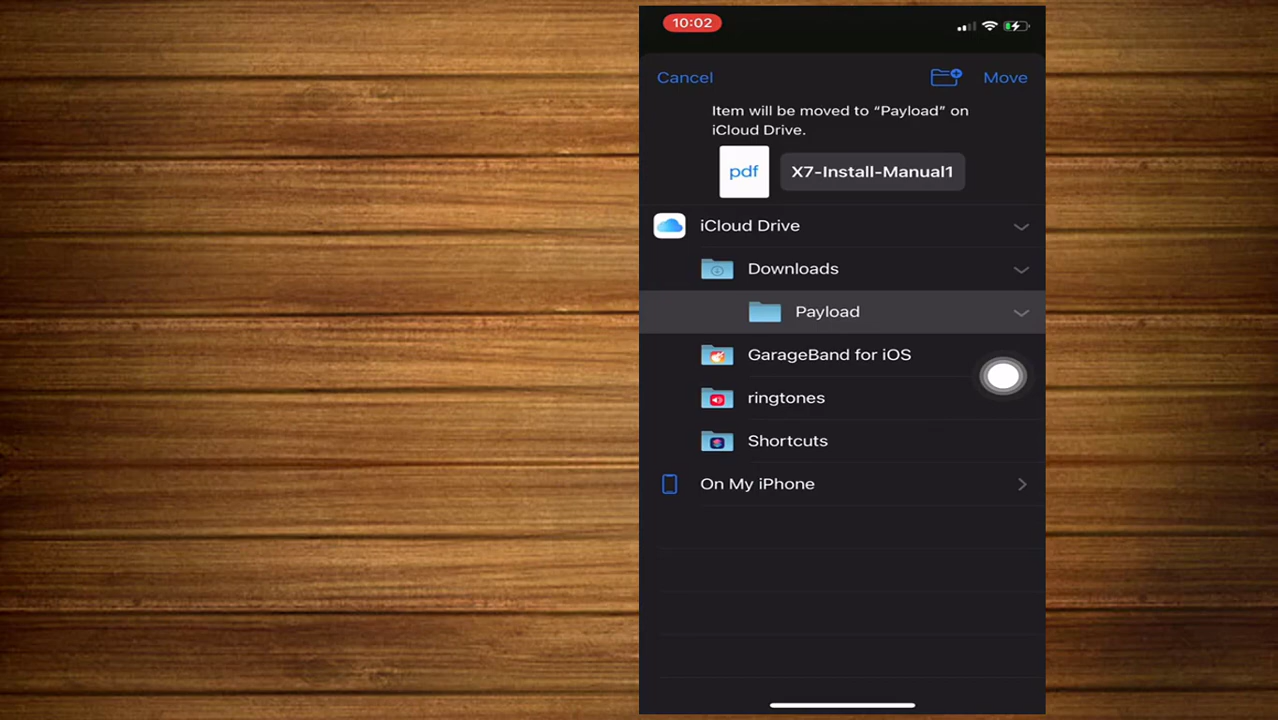 10:02
Cancel
Move
Item will be moved to “Payload” on
iCloud Drive.
pdf
X7-Install-Manual1
iCloud Drive
Downloads
Payload
GarageBand for iOS
ringtones
Shortcuts
On My iPhone